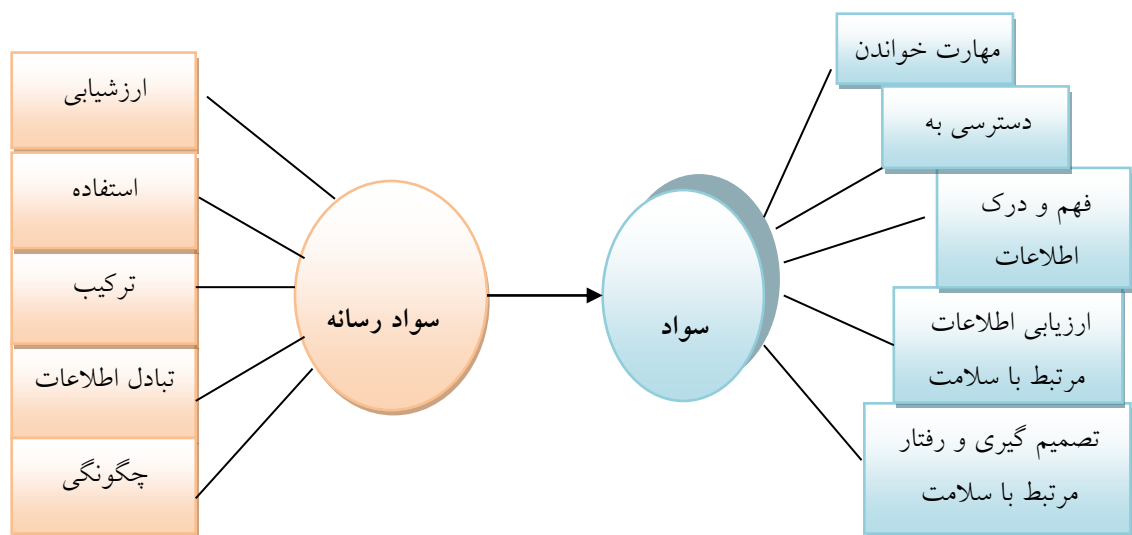 مهارت خواندن
دسترسی به
فهم و درک
اطلاعات
ارزیابی اطلاعات
مرتبط با سلامت
تصمیم گیری و رفتار
مرتبط با سلامت
سواد
سواد رسانه
ارزشیابی
استفاده
ترکیب
تبادل اطلاعات
چگونگی